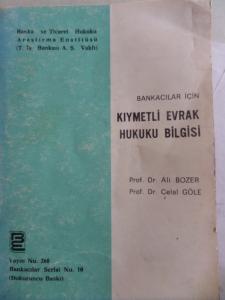 Banka ve Ticaret Hukuku
Araştırma Enstitüsü
(T. İş Bankası A. Ş. Vakfı)
BANKACILAR İÇİN
KIYMETLİ EVRAK
HUKUKU BİLGİSİ
Prof. Dr. Ali BOZER
Prof. Dr. Celal GÖLE
Yayın No. 260
Bankacılar Serisi No. 10
(Dokuzuncu Baskı)